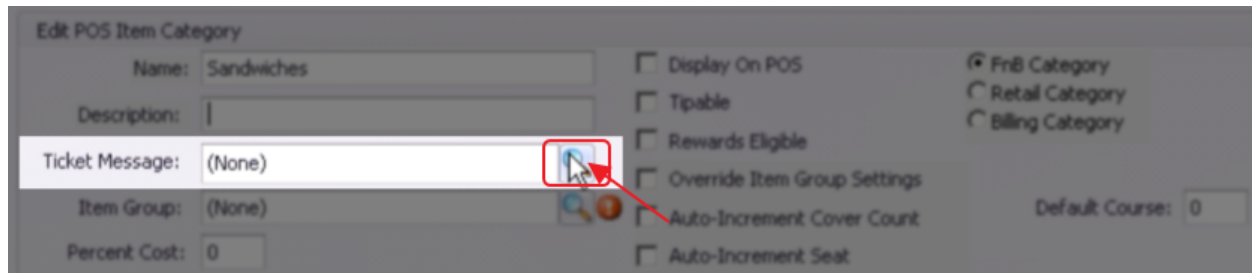 Edit POS Item Category
Name: Sandwiches
Description:
Ticket Message: (None)
Item Group: (None)
Percent Cost: 0
Display On POS
Tipable
Rewards Eligible
Override Item Group Settings
Auto-Increment Cover Count
Auto-Increment Seat
FnB Category
Retail Category
Billing Category
Default Course: 0